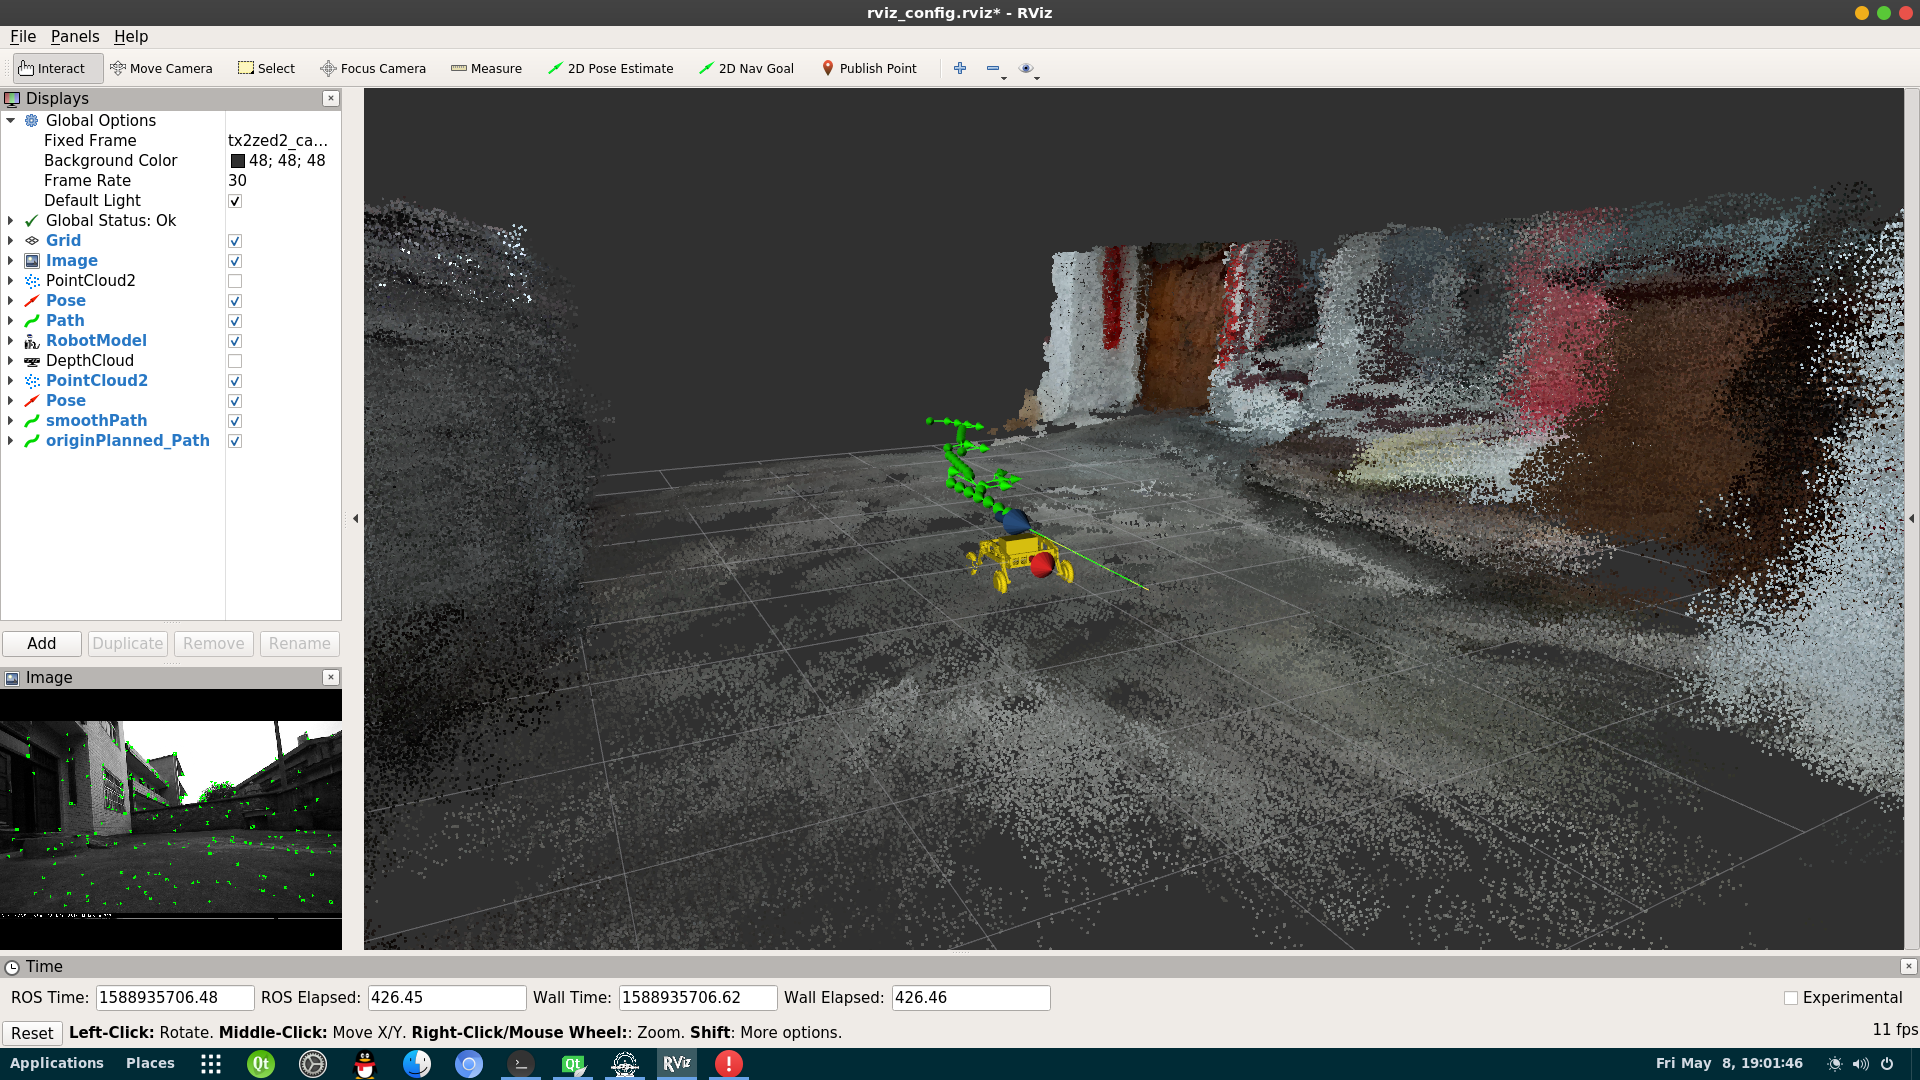 rviz_config.rviz* - RViz
File Panels Help
Interact Move Camera Select Focus Camera Measure 2D Pose Estimate 2D Nav Goal Publish Point
Displays
Global Options
Fixed Frame tx2zed2_ca...
Background Color 48; 48; 48
Frame Rate 30
Default Light
Global Status: Ok
Grid
Image
PointCloud2
Pose
Path
RobotModel
DepthCloud
PointCloud2
Pose
smoothPath
originPlanned_Path
Add Duplicate Remove Rename
Image
Time
ROS Time: 1588935706.48 ROS Elapsed: 426.45 Wall Time: 1588935706.62 Wall Elapsed: 426.46 Experimental
Reset Left-Click: Rotate. Middle-Click: Move X/Y. Right-Click/Mouse Wheel:: Zoom. Shift: More options. 11 fps
Applications Places Qt Qt RViz Fri May 8, 19:01:46